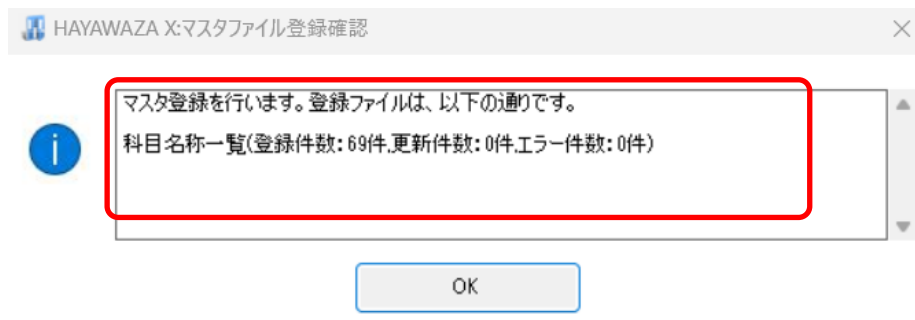 HAYAWAZA X:マスタファイル登録確認
マスタ登録を行います。登録ファイルは、以下の通りです。
科目名称一覧(登録件数:69件,更新件数:0件,エラー件数:0件)
OK